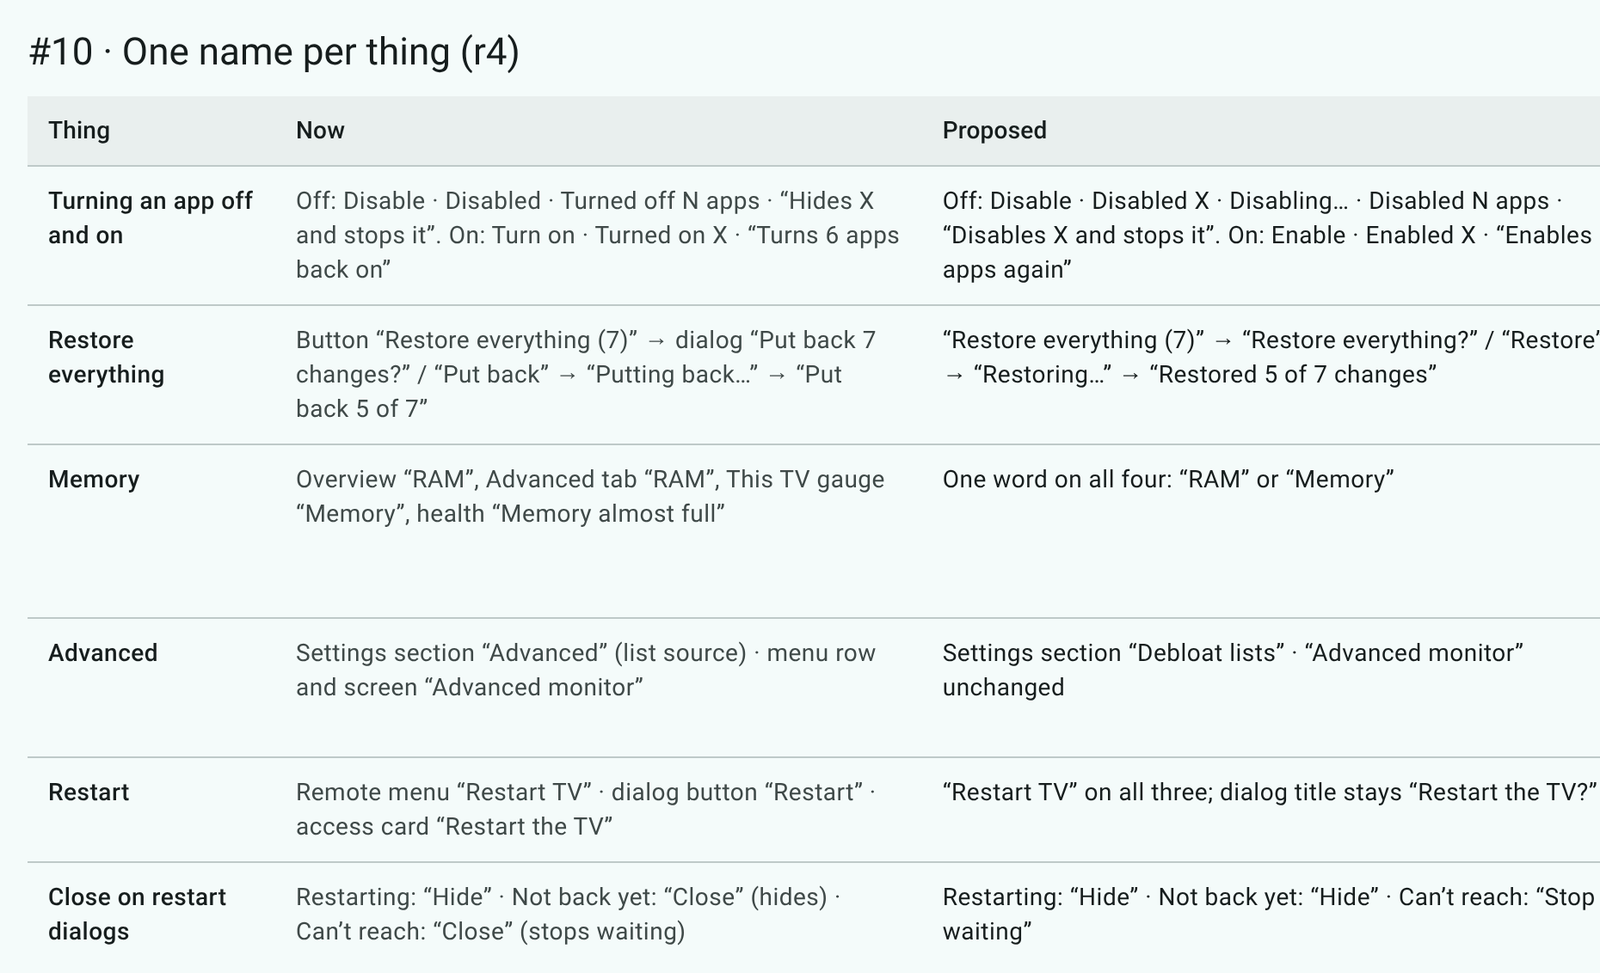 #10 · One name per thing (r4)
Thing
Now
Proposed
Turning an app off
and on
Off: Disable · Disabled · Turned off N apps · “Hides X
and stops it”. On: Turn on · Turned on X · “Turns 6 apps
back on”
Off: Disable · Disabled X · Disabling… · Disabled N apps ·
“Disables X and stops it”. On: Enable · Enabled X · “Enables
apps again”
Restore
everything
Button “Restore everything (7)” → dialog “Put back 7
changes?” / “Put back” → “Putting back…” → “Put
back 5 of 7”
“Restore everything (7)” → “Restore everything?” / “Restore”
→ “Restoring…” → “Restored 5 of 7 changes”
Memory
Overview “RAM”, Advanced tab “RAM”, This TV gauge
“Memory”, health “Memory almost full”
One word on all four: “RAM” or “Memory”
Advanced
Settings section “Advanced” (list source) · menu row
and screen “Advanced monitor”
Settings section “Debloat lists” · “Advanced monitor”
unchanged
Restart
Remote menu “Restart TV” · dialog button “Restart” ·
access card “Restart the TV”
“Restart TV” on all three; dialog title stays “Restart the TV?”
Close on restart
dialogs
Restarting: “Hide” · Not back yet: “Close” (hides) ·
Can’t reach: “Close” (stops waiting)
Restarting: “Hide” · Not back yet: “Hide” · Can’t reach: “Stop
waiting”